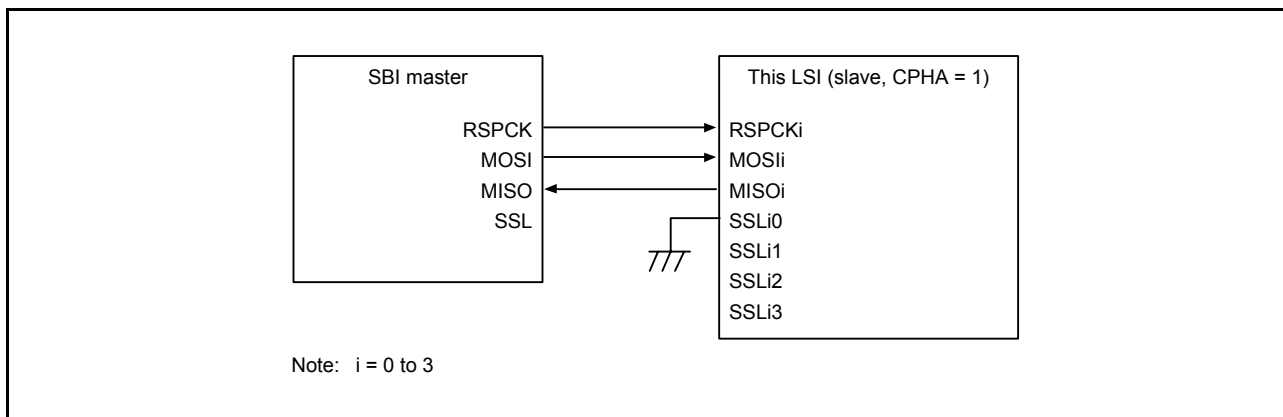 SBI master
RSPCK
MOSI
MISO
SSL
This LSI (slave, CPHA = 1)
RSPCKi
MOSIi
MISOi
SSLi0
SSLi1
SSLi2
SSLi3
Note: i = 0 to 3